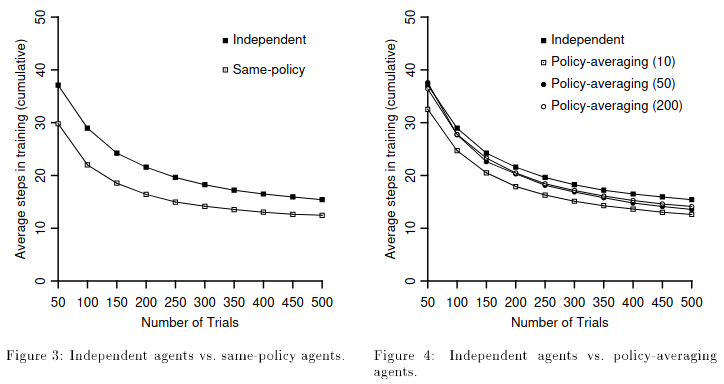 Average steps in training (cumulative)
50
40
30
20
10
0
Independent
Same-policy
50 100 150 200 250 300 350 400 450 500
Number of Trials
Figure 3: Independent agents vs. same-policy agents.
Average steps in training (cumulative)
50
40
30
20
10
0
Independent
Policy-averaging (10)
Policy-averaging (50)
Policy-averaging (200)
50 100 150 200 250 300 350 400 450 500
Number of Trials
Figure 4: Independent agents vs. policy-averaging
agents.